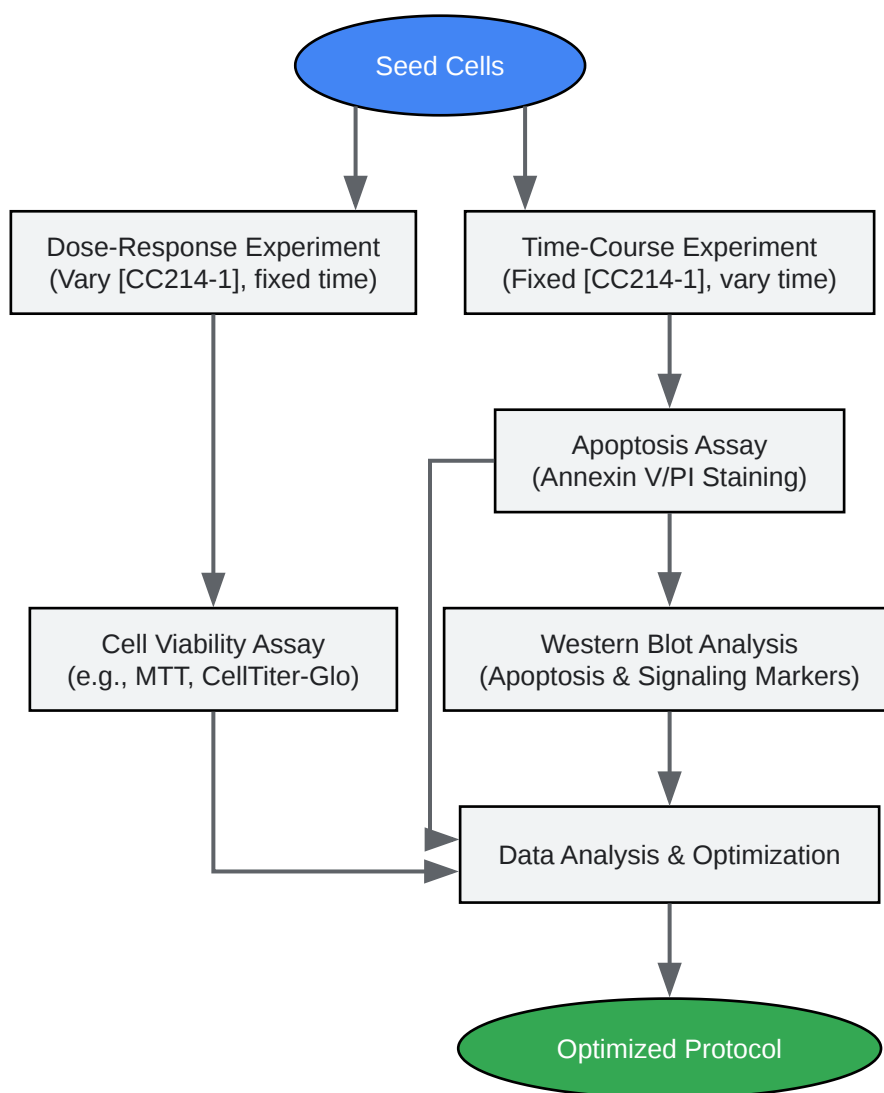 Seed Cells
Dose-Response Experiment
(Vary [CC214-1], fixed time)
Time-Course Experiment
(Fixed [CC214-1], vary time)
Apoptosis Assay
(Annexin V/PI Staining)
Cell Viability Assay
(e.g., MTT, CellTiter-Glo)
Western Blot Analysis
(Apoptosis & Signaling Markers)
Data Analysis & Optimization
Optimized Protocol